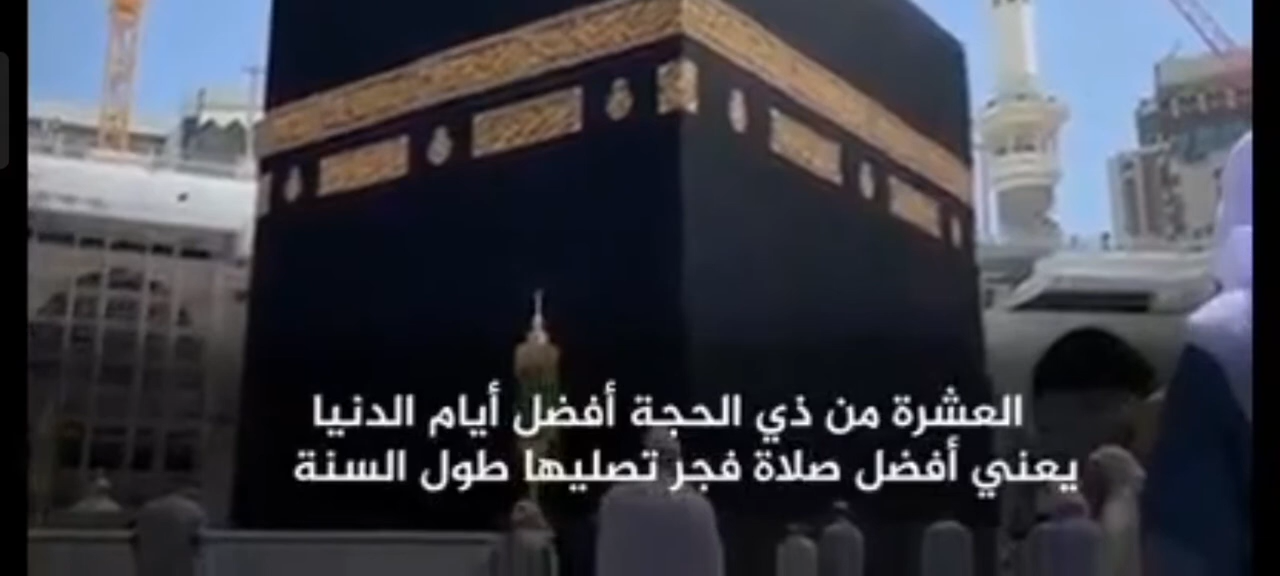 العشرة من ذي الحجة أفضل أيام الدنيا
يعني أفضل صلاة فجر تصليها طول السنة